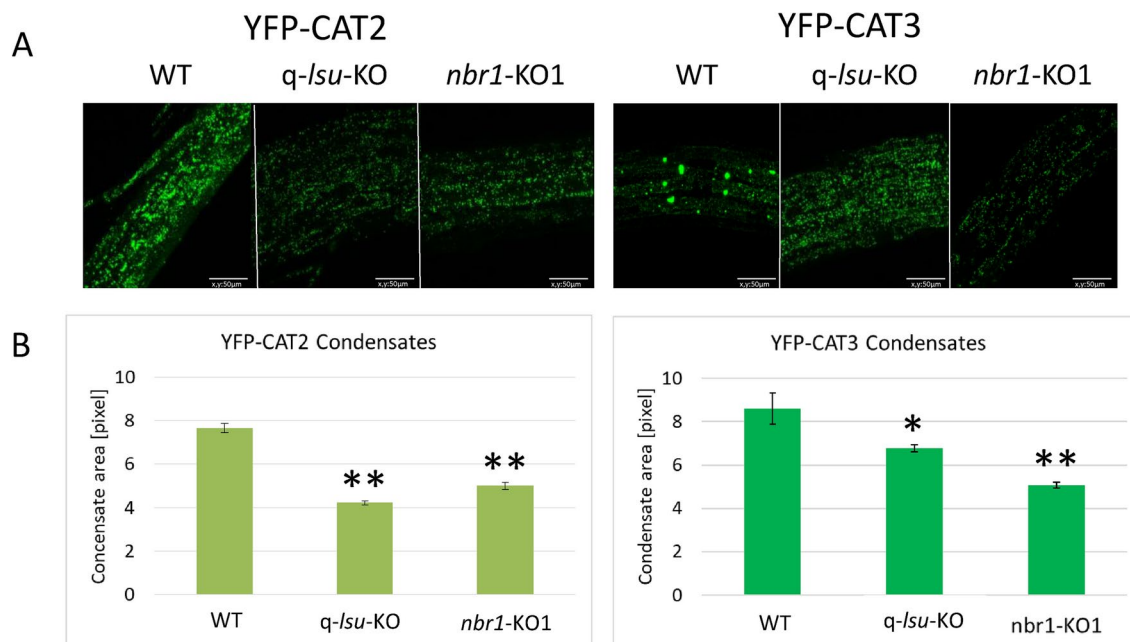 A
YFP-CAT2
YFP-CAT3
WT
q-lsu-KO
nbr1-KO1
WT
q-lsu-KO
nbr1-KO1
x,y:50µm
x,y:50µm
x,y:50µm
x,y:50µm
x,y:50µm
x,y:50µm
B
YFP-CAT2 Condensates
Concensate area [pixel]
10
8
6
4
2
0
**
**
WT
q-lsu-KO
nbr1-KO1
YFP-CAT3 Condensates
Condensate area [pixel]
10
8
6
4
2
0
*
**
WT
q-lsu-KO
nbr1-KO1